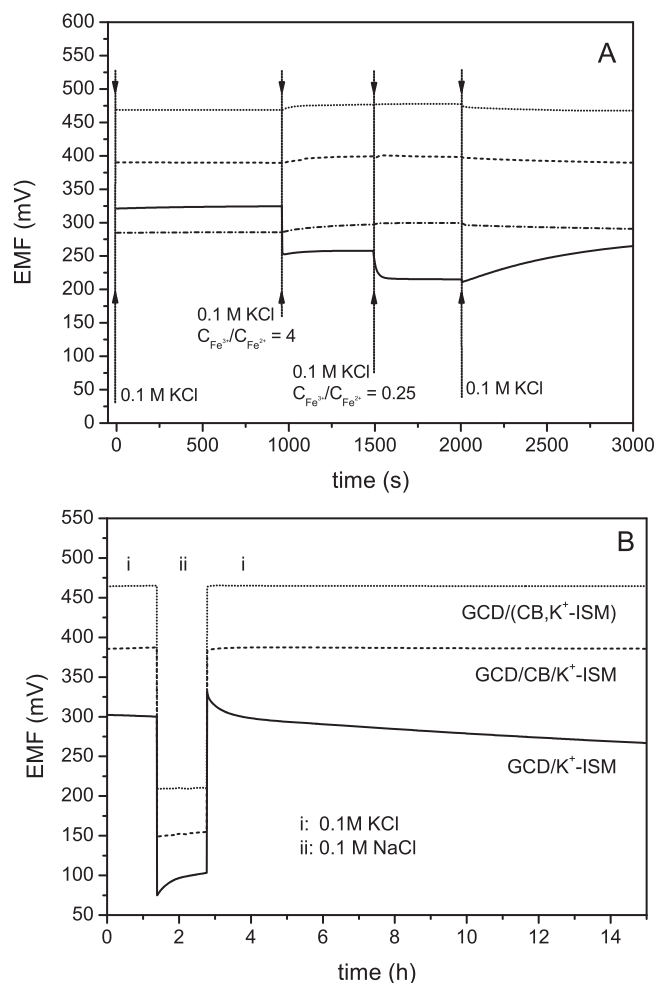 A
600
550
500
450
400
350
300
250
200
150
100
50
0
EMF (mV)
0.1 M KCl
C_Fe³⁺/C_Fe²⁺ = 4
0.1 M KCl
0.1 M KCl
C_Fe³⁺/C_Fe²⁺ = 0.25
0.1 M KCl
0 500 1000 1500 2000 2500 3000
time (s)
B
550
500
450
400
350
300
250
200
150
100
50
EMF (mV)
i ii i
GCD/(CB,K⁺-ISM)
GCD/CB/K⁺-ISM
GCD/K⁺-ISM
i: 0.1M KCl
ii: 0.1 M NaCl
0 2 4 6 8 10 12 14
time (h)